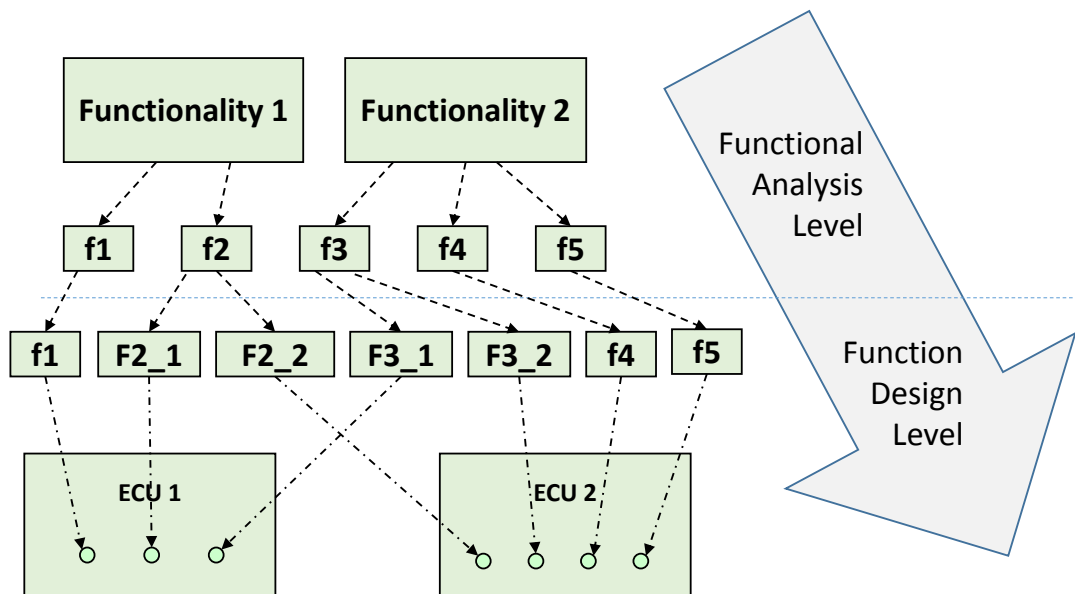 Functionality 1
Functionality 2
Functional
Analysis
Level
f1
f2
f3
f4
f5
f1
F2_1
F2_2
F3_1
F3_2
f4
f5
Function
Design
Level
ECU 1
ECU 2